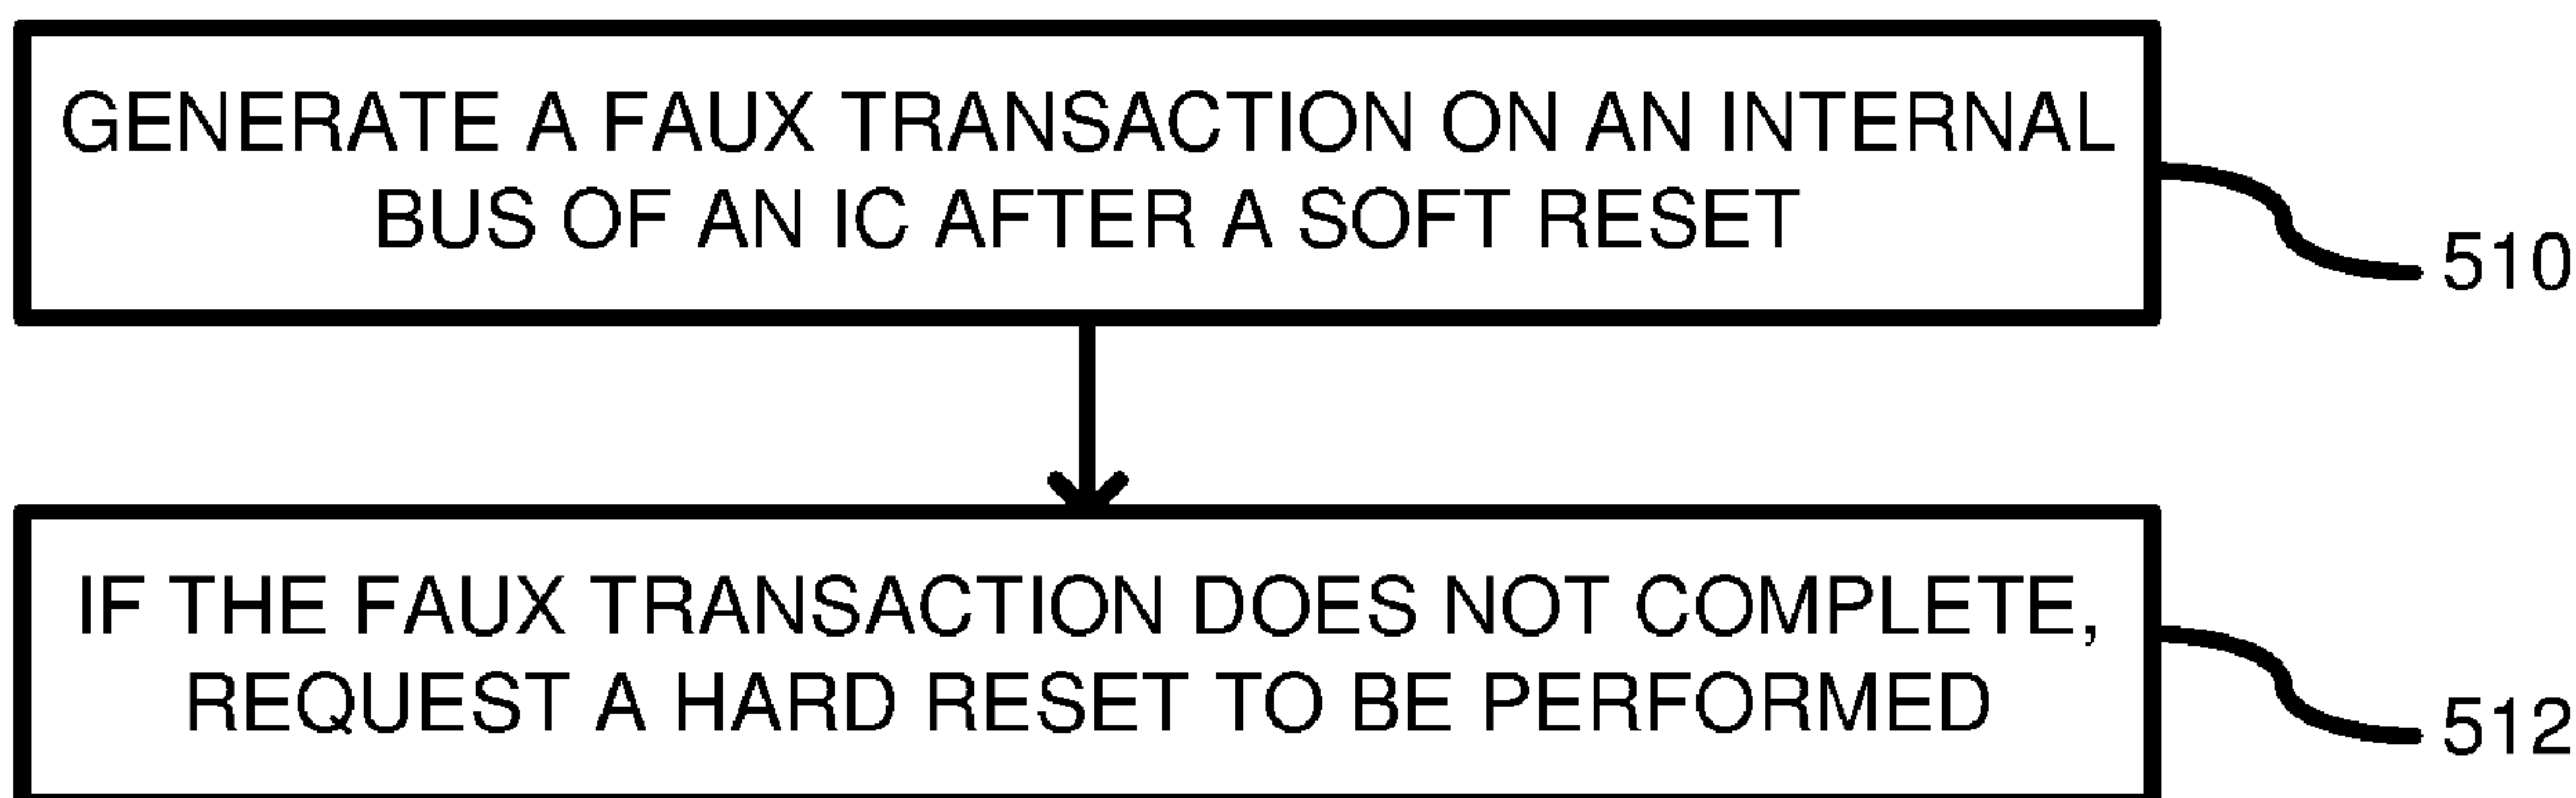 GENERATE A FAUX TRANSACTION ON AN INTERNAL
BUS OF AN IC AFTER A SOFT RESET
510
IF THE FAUX TRANSACTION DOES NOT COMPLETE,
REQUEST A HARD RESET TO BE PERFORMED
512